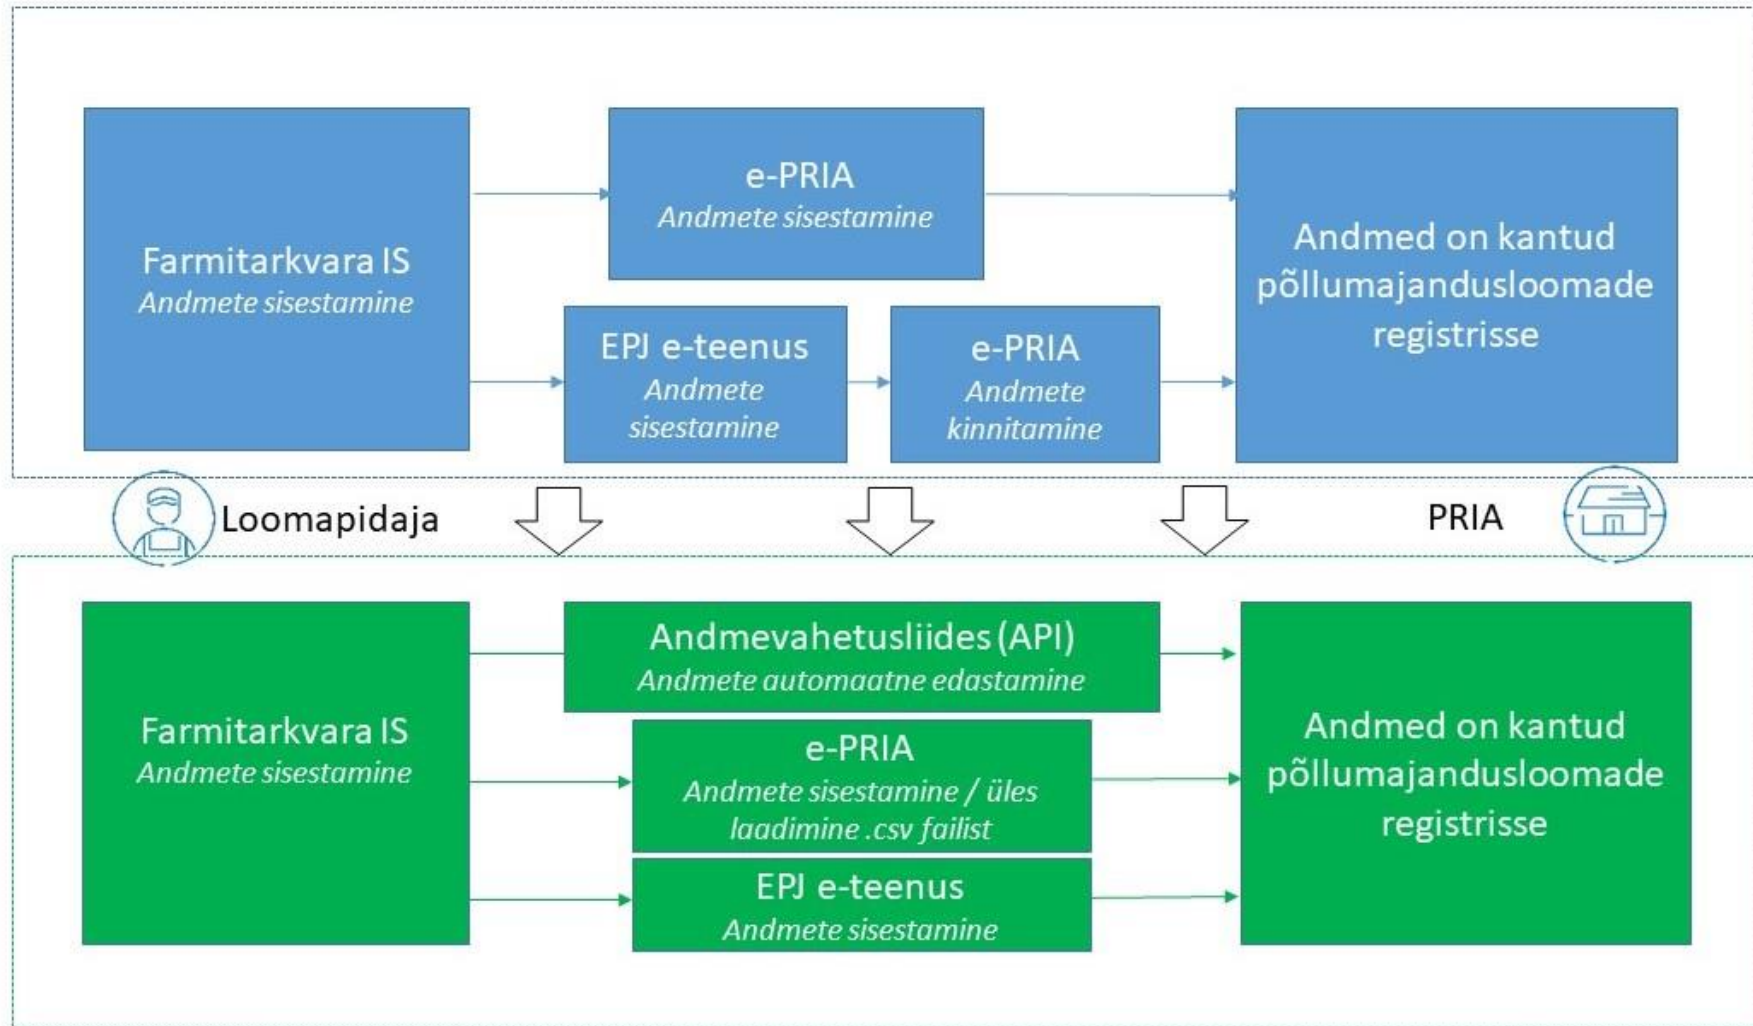 Farmitarkvara IS
Andmete sisestamine
e-PRIA
Andmete sisestamine
EPJ e-teenus
Andmete
sisestamine
e-PRIA
Andmete
kinnitamine
Andmed on kantud
põllumajandusloomade
registrisse
Loomapidaja
PRIA
Farmitarkvara IS
Andmete sisestamine
Andmevahetusliides (API)
Andmete automaatne edastamine
e-PRIA
Andmete sisestamine / üles
laadimine .csv failist
EPJ e-teenus
Andmete sisestamine
Andmed on kantud
põllumajandusloomade
registrisse